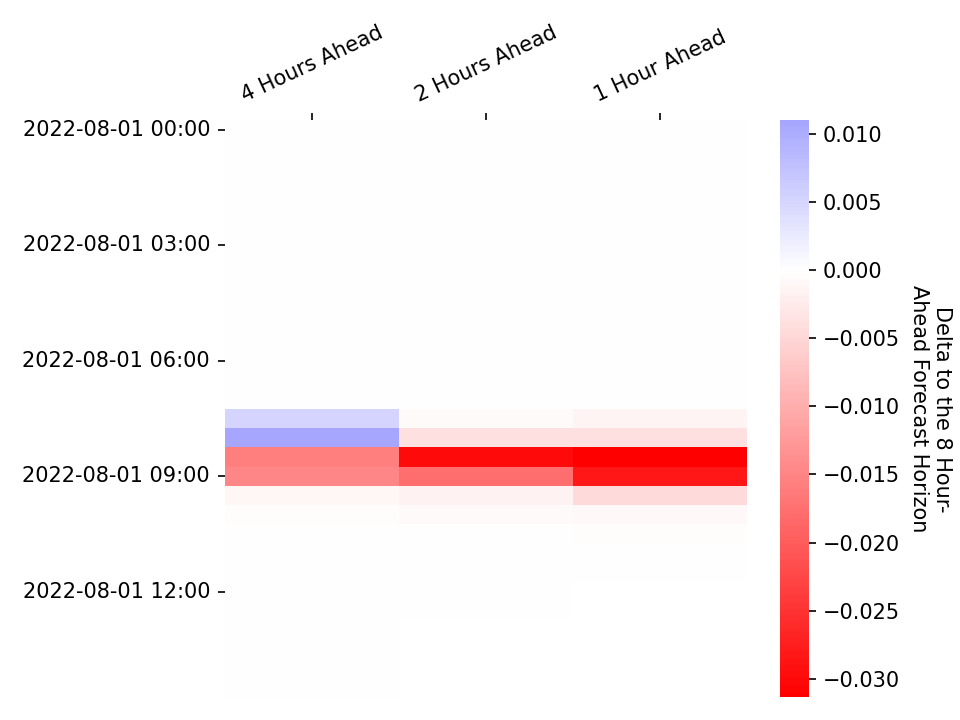 4 Hours Ahead
2 Hours Ahead
1 Hour Ahead
2022-08-01 00:00
2022-08-01 03:00
2022-08-01 06:00
2022-08-01 09:00
2022-08-01 12:00
0.010
0.005
0.000
−0.005
−0.010
−0.015
−0.020
−0.025
−0.030
Delta to the 8 Hour-
Ahead Forecast Horizon